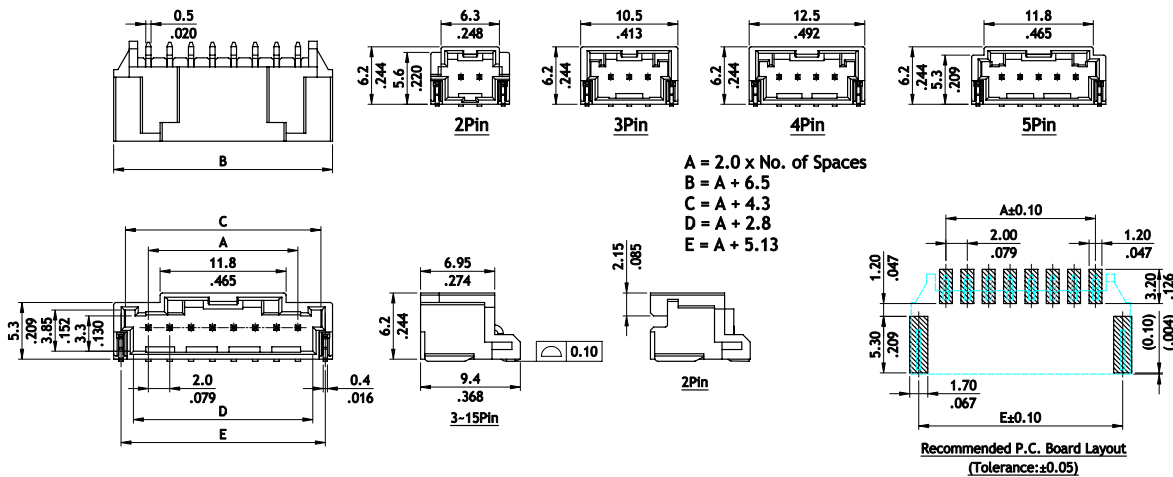 0.5
.020
B
6.3
.248
6.2
.244
5.6
.220
2Pin
10.5
.413
6.2
.244
3Pin
12.5
.492
6.2
.244
4Pin
11.8
.465
6.2
.244
5.3
.209
5Pin
A = 2.0 x No. of Spaces
B = A + 6.5
C = A + 4.3
D = A + 2.8
E = A + 5.13
C
A
11.8
.465
5.3
.209
3.85
.152
3.3
.130
2.0
.079
0.4
.016
D
E
6.95
.274
6.2
.244
0.10
9.4
.368
3~15Pin
2.15
.085
2Pin
A±0.10
2.00
.079
1.20
.047
1.20
.047
3.20
.126
5.30
.209
(0.10)
(.004)
1.70
.067
E±0.10
Recommended P.C. Board Layout
(Tolerance:±0.05)